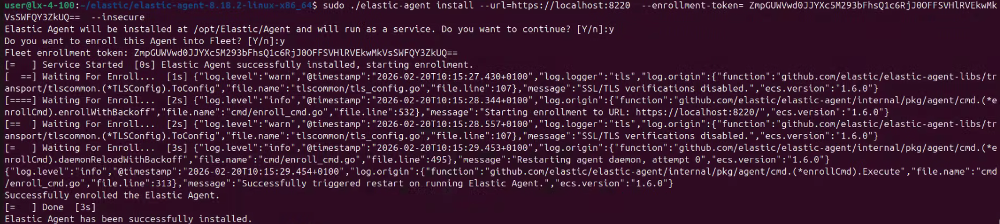 user@lx-4-100:~/elastic/elastic-agent-8.18.2-linux-x86_64$ sudo ./elastic-agent install --url=https://localhost:8220  --enrollment-token= ZmpGUWVwd0JJYXc5M293bFhsQ1c6RjJ0OFFSVHlRVEkwMk
VsSWFQY3ZkUQ==  --insecure
Elastic Agent will be installed at /opt/Elastic/Agent and will run as a service. Do you want to continue? [Y/n]:y
Do you want to enroll this Agent into Fleet? [Y/n]:y
Fleet enrollment token: ZmpGUWVwd0JJYXc5M293bFhsQ1c6RjJ0OFFSVHlRVEkwMkVsSWFQY3ZkUQ==
[=   ] Service Started  [0s] Elastic Agent successfully installed, starting enrollment.
[  ==] Waiting For Enroll...  [1s] {"log.level":"warn","@timestamp":"2026-02-20T10:15:27.430+0100","log.logger":"tls","log.origin":{"function":"github.com/elastic/elastic-agent-libs/tr
ansport/tlscommon.(*TLSConfig).ToConfig","file.name":"tlscommon/tls_config.go","file.line":107},"message":"SSL/TLS verifications disabled.","ecs.version":"1.6.0"}
[====] Waiting For Enroll...  [2s] {"log.level":"info","@timestamp":"2026-02-20T10:15:28.344+0100","log.origin":{"function":"github.com/elastic/elastic-agent/internal/pkg/agent/cmd.(*e
nrollCmd).enrollWithBackoff","file.name":"cmd/enroll_cmd.go","file.line":532},"message":"Starting enrollment to URL: https://localhost:8220/","ecs.version":"1.6.0"}
[==  ] Waiting For Enroll...  [2s] {"log.level":"warn","@timestamp":"2026-02-20T10:15:28.557+0100","log.logger":"tls","log.origin":{"function":"github.com/elastic/elastic-agent-libs/tr
ansport/tlscommon.(*TLSConfig).ToConfig","file.name":"tlscommon/tls_config.go","file.line":107},"message":"SSL/TLS verifications disabled.","ecs.version":"1.6.0"}
[=   ] Waiting For Enroll...  [3s] {"log.level":"info","@timestamp":"2026-02-20T10:15:29.453+0100","log.origin":{"function":"github.com/elastic/elastic-agent/internal/pkg/agent/cmd.(*e
nrollCmd).daemonReloadWithBackoff","file.name":"cmd/enroll_cmd.go","file.line":495},"message":"Restarting agent daemon, attempt 0","ecs.version":"1.6.0"}
{"log.level":"info","@timestamp":"2026-02-20T10:15:29.454+0100","log.origin":{"function":"github.com/elastic/elastic-agent/internal/pkg/agent/cmd.(*enrollCmd).Execute","file.name":"cmd
/enroll_cmd.go","file.line":313},"message":"Successfully triggered restart on running Elastic Agent.","ecs.version":"1.6.0"}
Successfully enrolled the Elastic Agent.
[=   ] Done  [3s]
Elastic Agent has been successfully installed.